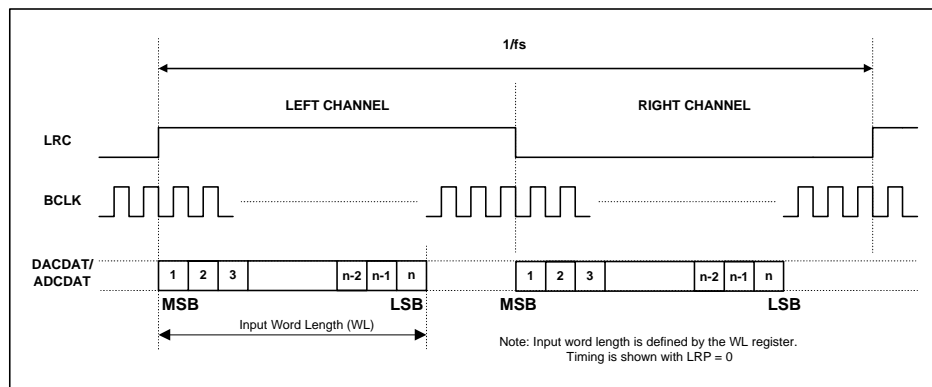 1/fs
LEFT CHANNEL RIGHT CHANNEL
LRC
BCLK
DACDAT/
ADCDAT
1 2 3 n-2 n-1 n 1 2 3 n-2 n-1 n
MSB LSB MSB LSB
Input Word Length (WL)
Note: Input word length is defined by the WL register.
Timing is shown with LRP = 0